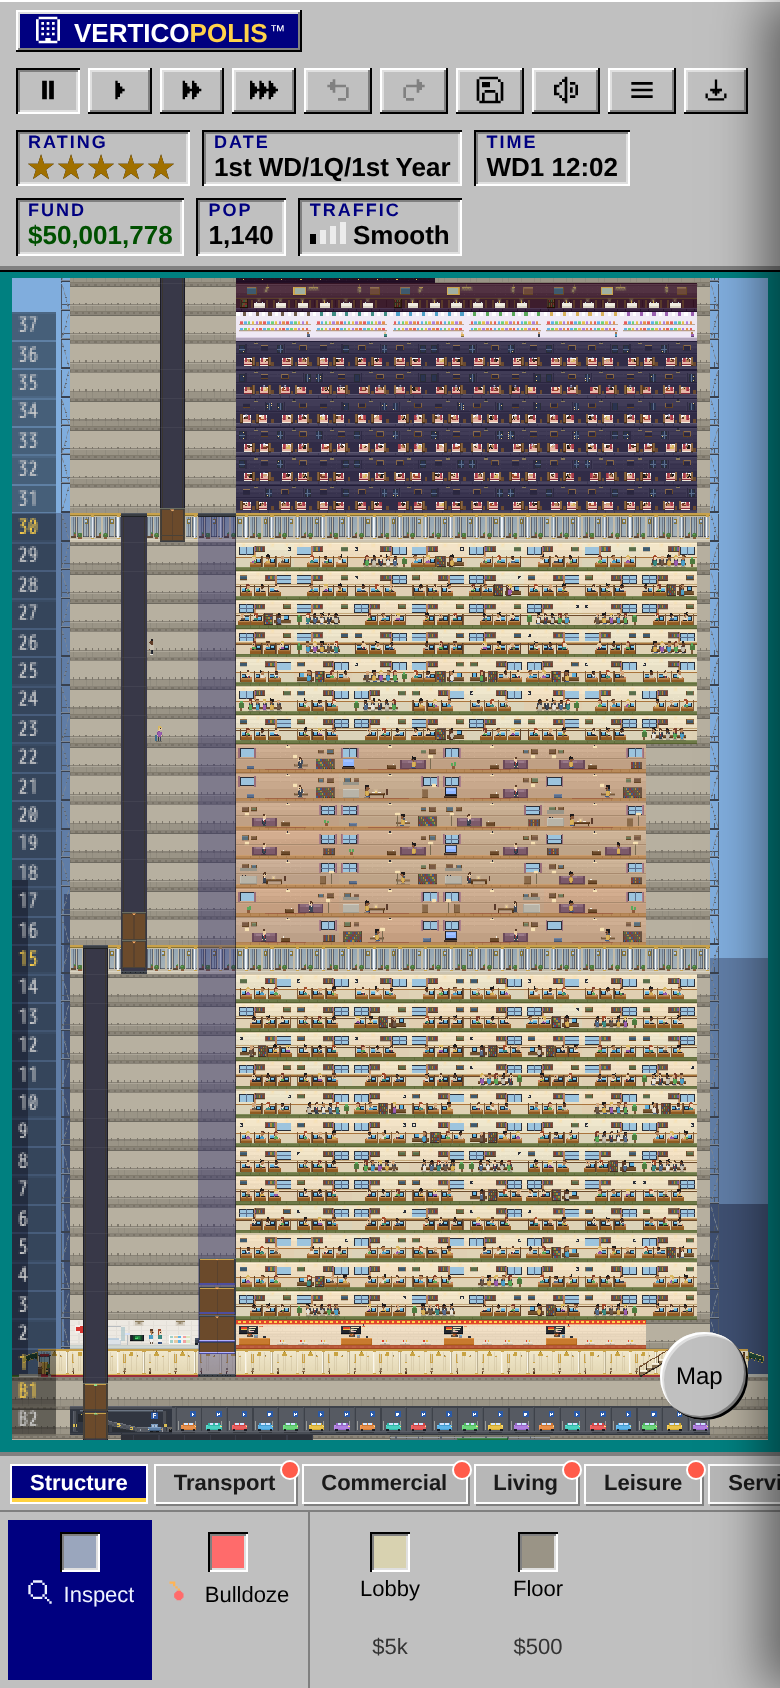 VERTICOPOLIS™
RATING
DATE
1st WD/1Q/1st Year
TIME
WD1 12:02
FUND
$50,001,778
POP
1,140
TRAFFIC
Smooth
37
36
35
34
33
32
31
30
29
28
27
26
25
24
23
22
21
20
19
18
17
16
15
14
13
12
11
10
9
8
7
6
5
4
3
2
1
B1
B2
Map
Structure
Transport
Commercial
Living
Leisure
Servi
Inspect
Bulldoze
Lobby
$5k
Floor
$500